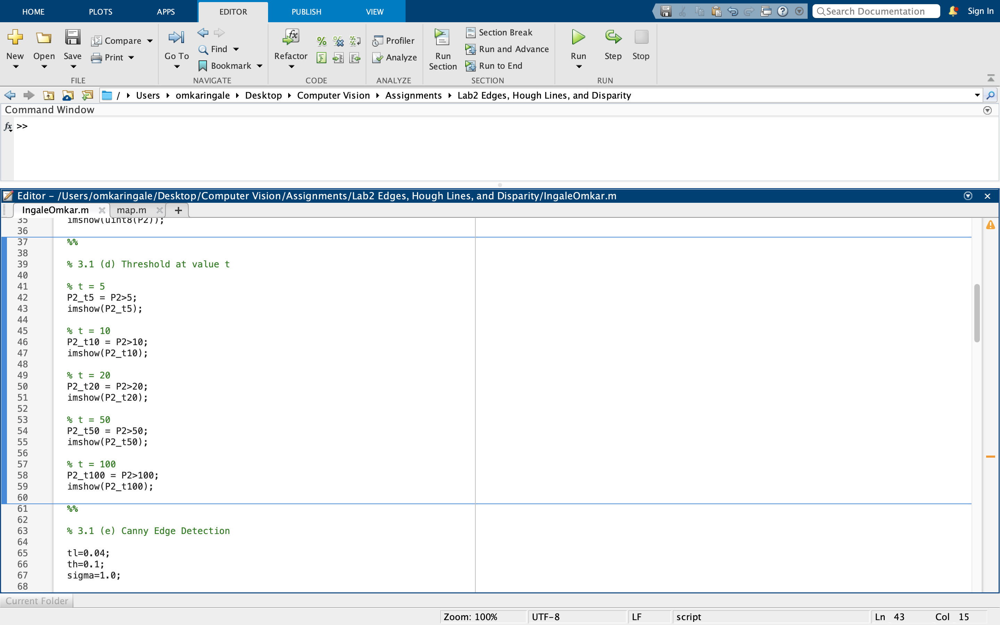 HOME PLOTS APPS EDITOR PUBLISH VIEW Search Documentation Sign In
New Open Save Compare Print
FILE
Go To Find Bookmark
NAVIGATE
Refactor
CODE
Profiler
Analyze
ANALYZE
Run Section
Section Break
Run and Advance
Run to End
SECTION
Run Step Stop
RUN
/ Users omkaringale Desktop Computer Vision Assignments Lab2 Edges, Hough Lines, and Disparity
Command Window
fx >>
Editor – /Users/omkaringale/Desktop/Computer Vision/Assignments/Lab2 Edges, Hough Lines, and Disparity/IngaleOmkar.m
IngaleOmkar.m map.m +
35 imshow(uint8(P2));
36
37 %%
38
39 % 3.1 (d) Threshold at value t
40
41 % t = 5
42 P2_t5 = P2>5;
43 imshow(P2_t5);
44
45 % t = 10
46 P2_t10 = P2>10;
47 imshow(P2_t10);
48
49 % t = 20
50 P2_t20 = P2>20;
51 imshow(P2_t20);
52
53 % t = 50
54 P2_t50 = P2>50;
55 imshow(P2_t50);
56
57 % t = 100
58 P2_t100 = P2>100;
59 imshow(P2_t100);
60
61 %%
62
63 % 3.1 (e) Canny Edge Detection
64
65 tl=0.04;
66 th=0.1;
67 sigma=1.0;
68
Current Folder
Zoom: 100% UTF-8 LF script Ln 43 Col 15